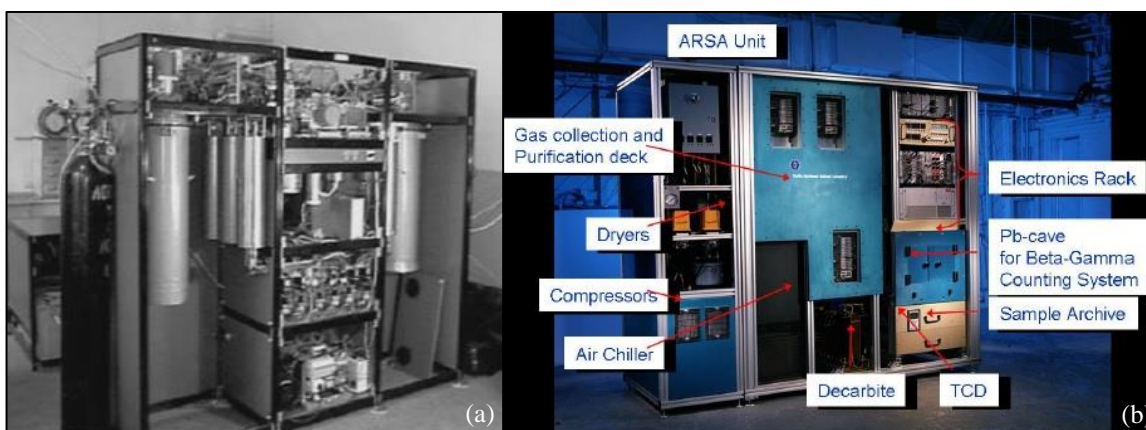 ARSA Unit
Gas collection and
Purification deck
Dryers
Compressors
Air Chiller
Decarbite
TCD
Electronics Rack
Pb-cave
for Beta-Gamma
Counting System
Sample Archive
(a)
(b)